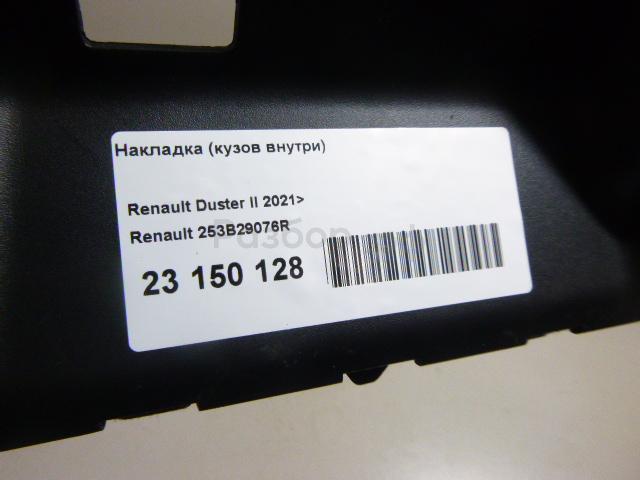 Накладка (кузов внутри)
Renault Duster II 2021>
Renault 253B29076R
23 150 128